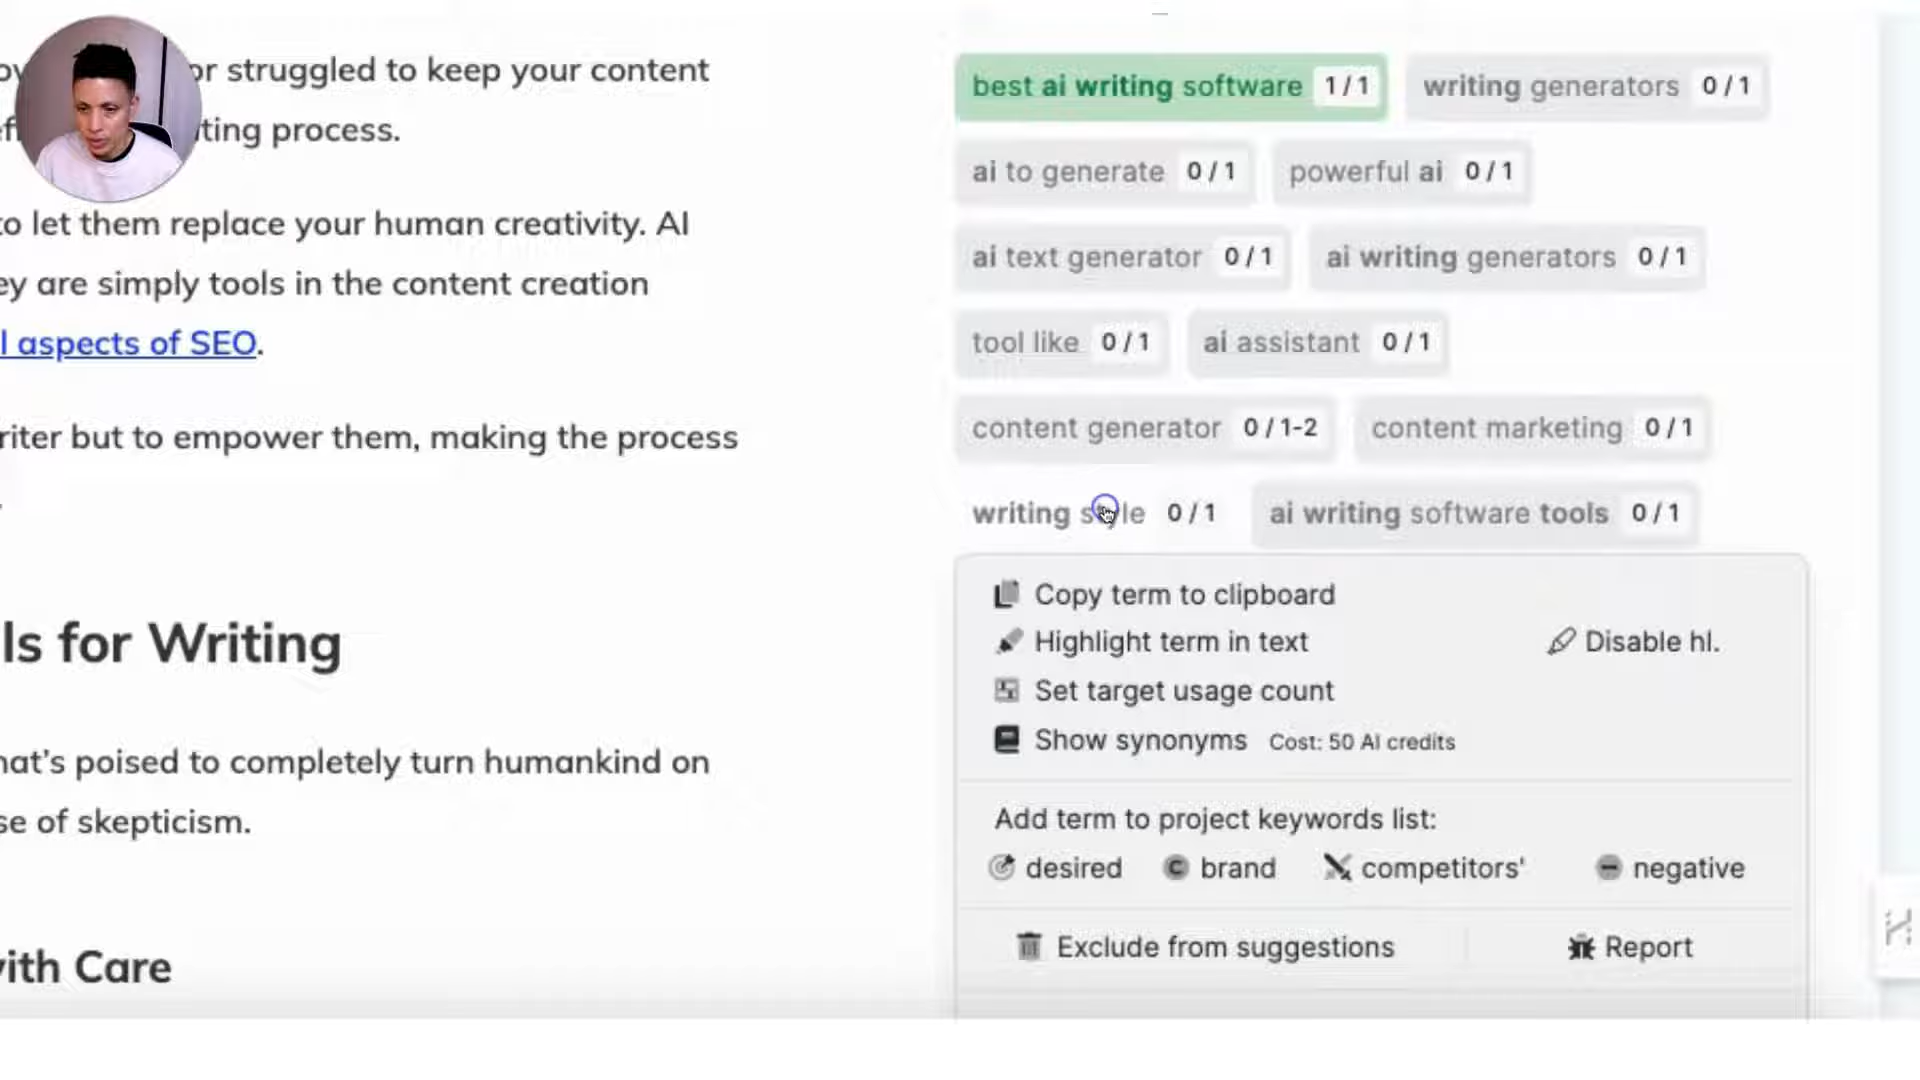 or struggled to keep your content
ting process.
to let them replace your human creativity. AI
ey are simply tools in the content creation
l aspects of SEO.
riter but to empower them, making the process
ls for Writing
hat's poised to completely turn humankind on
se of skepticism.
with Care
best ai writing software 1/1 writing generators 0/1
ai to generate 0/1 powerful ai 0/1
ai text generator 0/1 ai writing generators 0/1
tool like 0/1 ai assistant 0/1
content generator 0/1-2 content marketing 0/1
writing style 0/1 ai writing software tools 0/1
Copy term to clipboard
Highlight term in text Disable hl.
Set target usage count
Show synonyms Cost: 50 AI credits
Add term to project keywords list:
desired brand competitors' negative
Exclude from suggestions Report